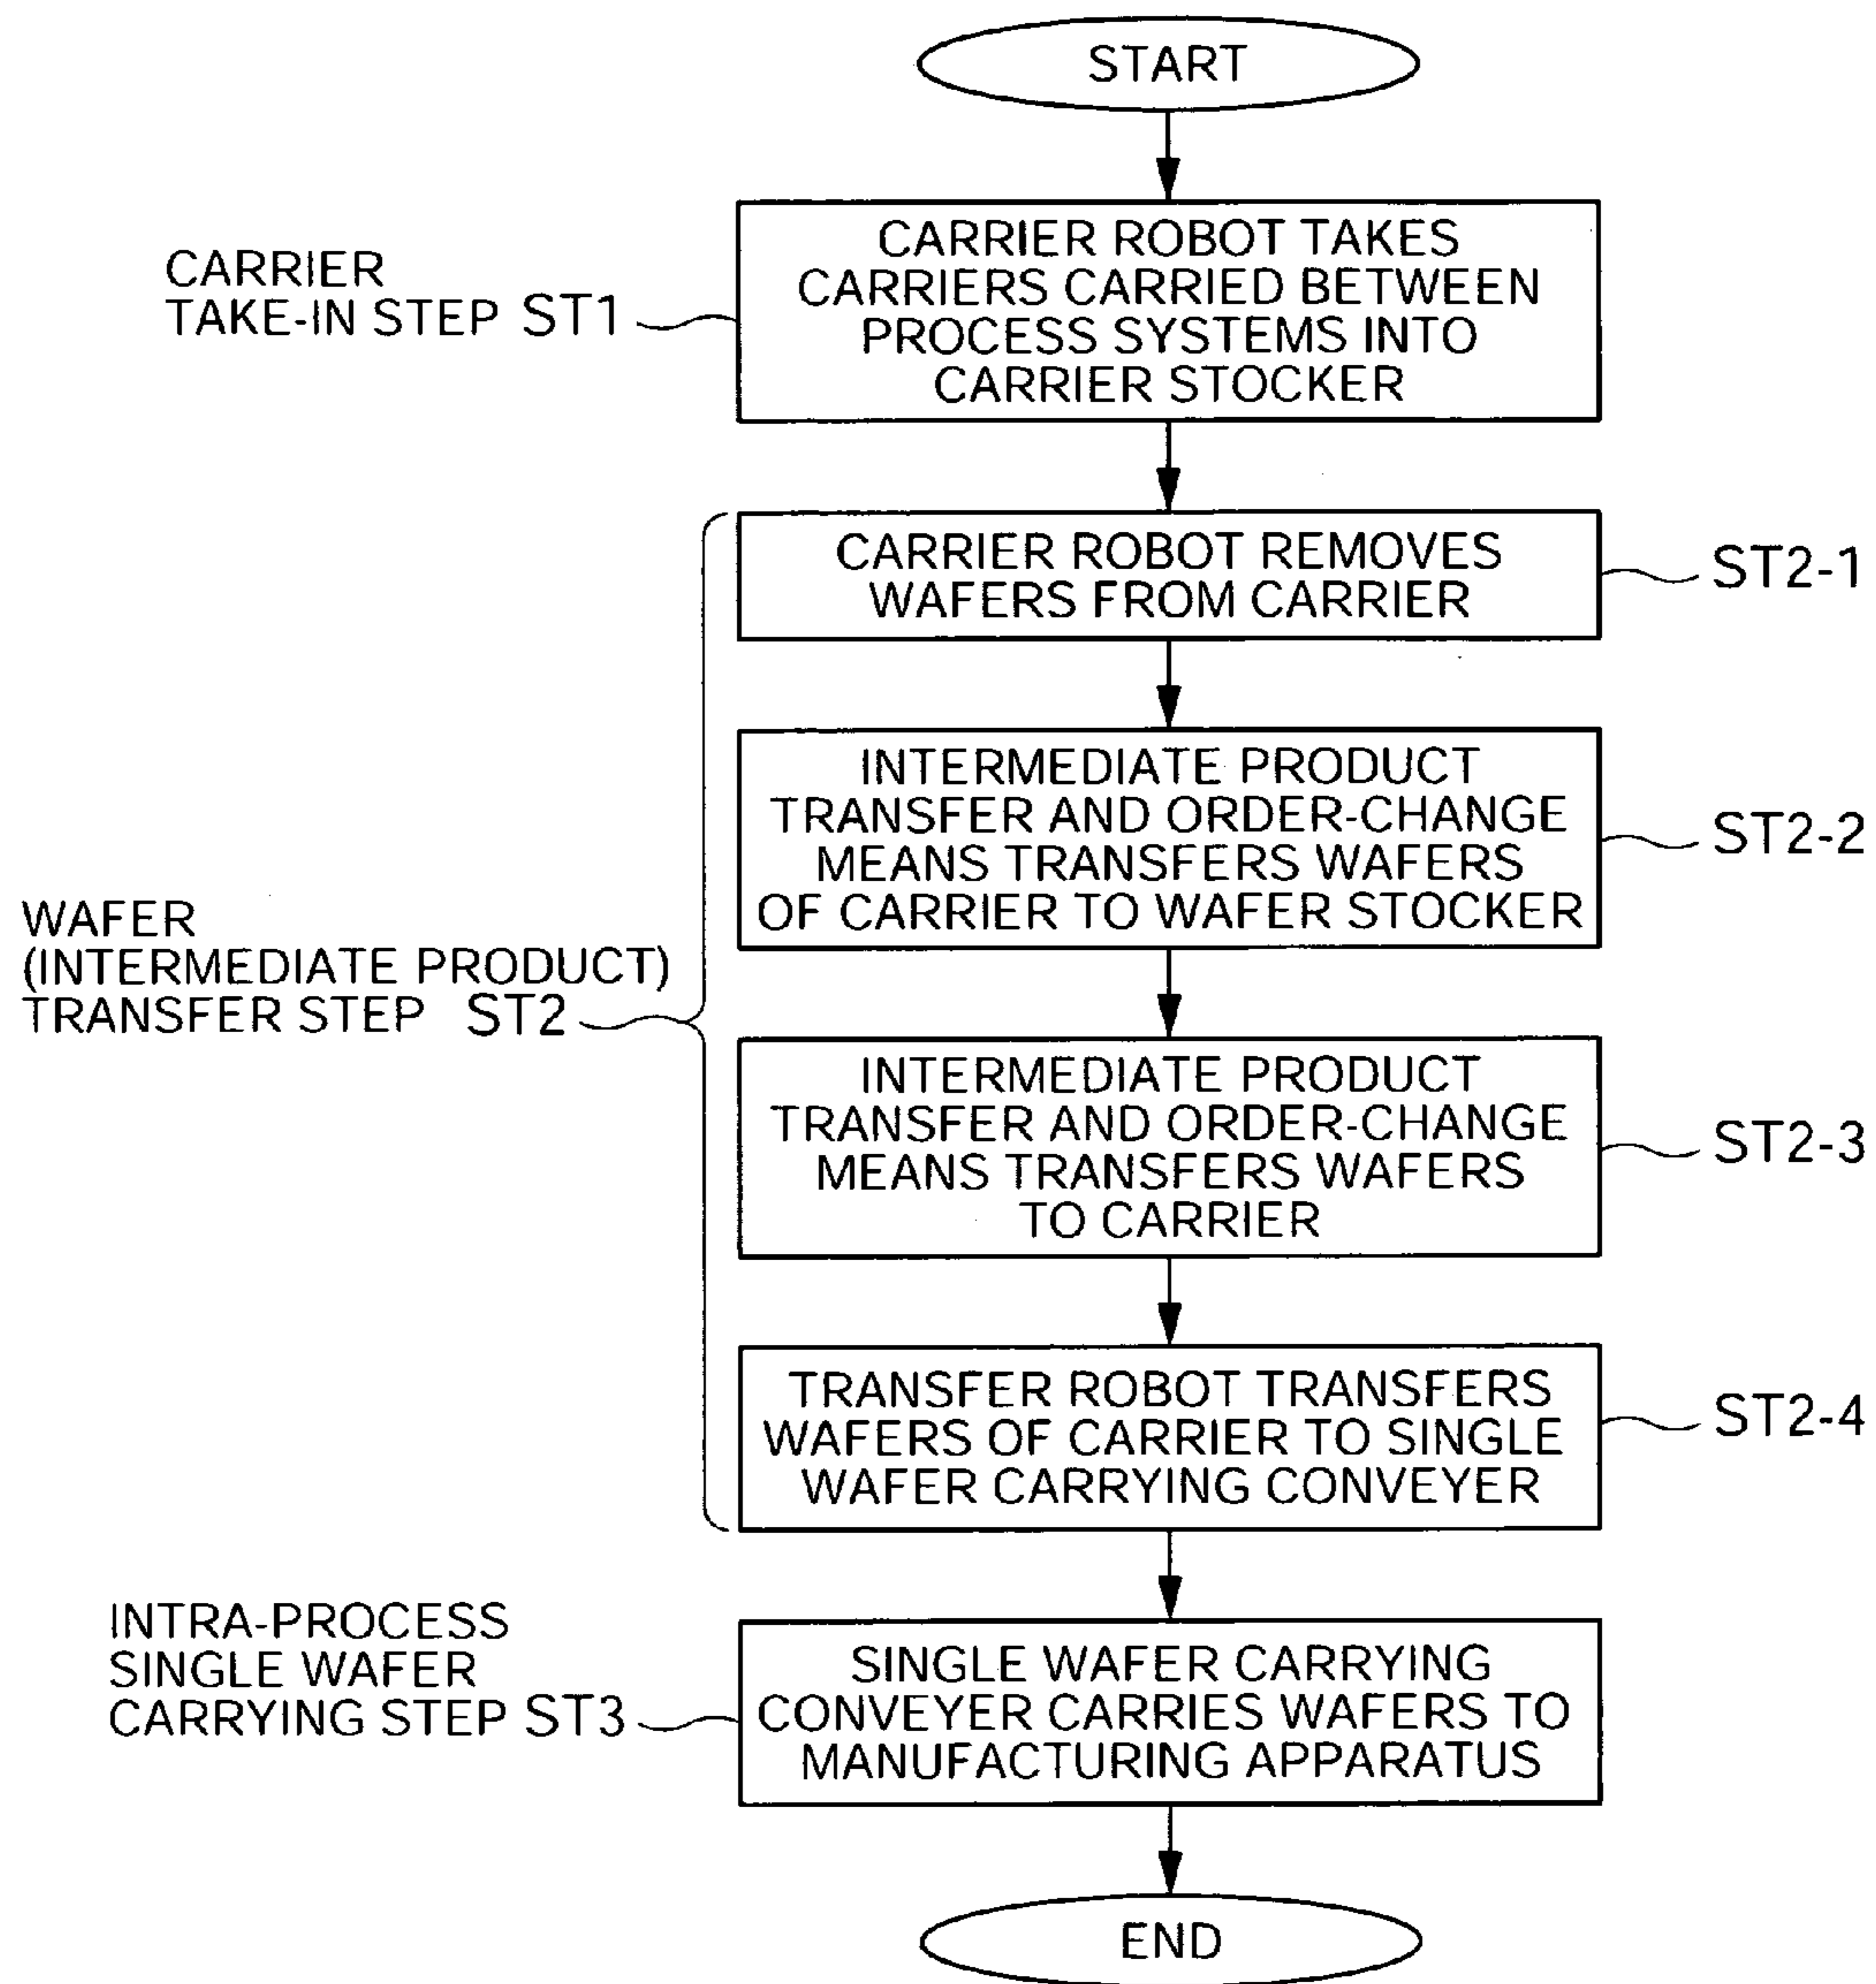 START
CARRIER
TAKE-IN STEP ST1
CARRIER ROBOT TAKES
CARRIERS CARRIED BETWEEN
PROCESS SYSTEMS INTO
CARRIER STOCKER
CARRIER ROBOT REMOVES
WAFERS FROM CARRIER
ST2-1
INTERMEDIATE PRODUCT
TRANSFER AND ORDER-CHANGE
MEANS TRANSFERS WAFERS
OF CARRIER TO WAFER STOCKER
ST2-2
WAFER
(INTERMEDIATE PRODUCT)
TRANSFER STEP ST2
INTERMEDIATE PRODUCT
TRANSFER AND ORDER-CHANGE
MEANS TRANSFERS WAFERS
TO CARRIER
ST2-3
TRANSFER ROBOT TRANSFERS
WAFERS OF CARRIER TO SINGLE
WAFER CARRYING CONVEYER
ST2-4
INTRA-PROCESS
SINGLE WAFER
CARRYING STEP ST3
SINGLE WAFER CARRYING
CONVEYER CARRIES WAFERS TO
MANUFACTURING APPARATUS
END